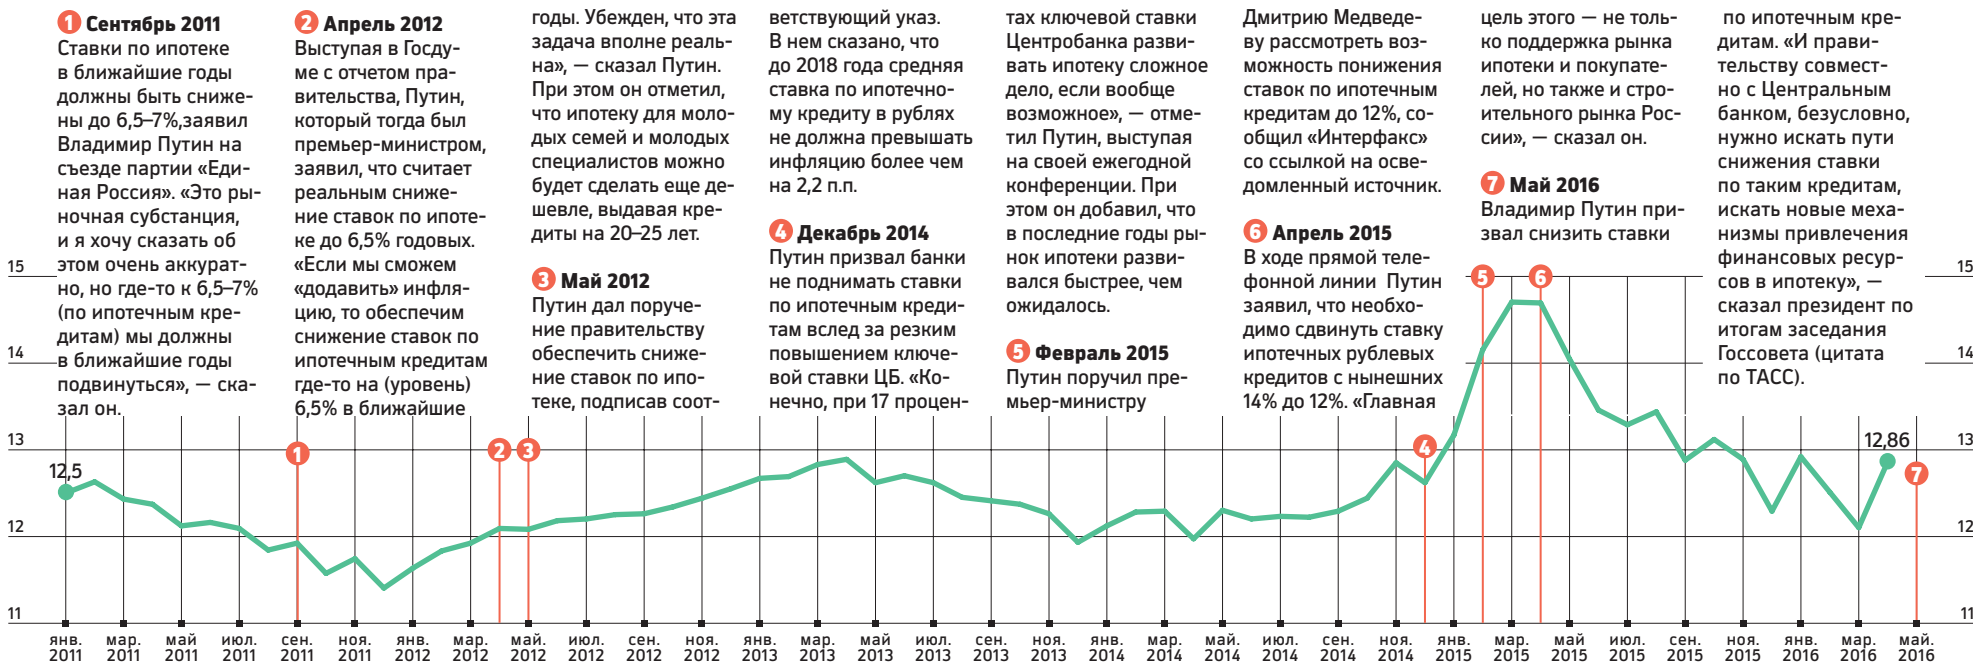 1 Сентябрь 2011
Ставки по ипотеке
в ближайшие годы
должны быть сниже-
ны до 6,5–7%,заявил
Владимир Путин на
съезде партии «Еди-
ная Россия». «Это ры-
ночная субстанция,
и я хочу сказать об
этом очень аккурат-
но, но где-то к 6,5–7%
(по ипотечным кре-
дитам) мы должны
в ближайшие годы
подвинуться», — ска-
зал он.
2 Апрель 2012
Выступая в Госду-
ме с отчетом пра-
вительства, Путин,
который тогда был
премьер-министром,
заявил, что считает
реальным сниже-
ние ставок по ипоте-
ке до 6,5% годовых.
«Если мы сможем
«додавить» инфля-
цию, то обеспечим
снижение ставок по
ипотечным кредитам
где-то на (уровень)
6,5% в ближайшие
годы. Убежден, что эта
задача вполне реаль-
на», — сказал Путин.
При этом он отметил,
что ипотеку для моло-
дых семей и молодых
специалистов можно
будет сделать еще де-
шевле, выдавая кре-
диты на 20–25 лет.
3 Май 2012
Путин дал поруче-
ние правительству
обеспечить сниже-
ние ставок по ипо-
теке, подписав соот-
ветствующий указ.
В нем сказано, что
до 2018 года средняя
ставка по ипотечно-
му кредиту в рублях
не должна превышать
инфляцию более чем
на 2,2 п.п.
4 Декабрь 2014
Путин призвал банки
не поднимать ставки
по ипотечным креди-
там вслед за резким
повышением ключе-
вой ставки ЦБ. «Ко-
нечно, при 17 процен-
тах ключевой ставки
Центробанка разви-
вать ипотеку сложное
дело, если вообще
возможное», — отме-
тил Путин, выступая
на своей ежегодной
конференции. При
этом он добавил, что
в последние годы ры-
нок ипотеки разви-
вался быстрее, чем
ожидалось.
5 Февраль 2015
Путин поручил пре-
мьер-министру
Дмитрию Медведе-
ву рассмотреть воз-
можность понижения
ставок по ипотечным
кредитам до 12%, со-
общил «Интерфакс»
со ссылкой на осве-
домленный источник.
6 Апрель 2015
В ходе прямой теле-
фонной линии Путин
заявил, что необхо-
димо сдвинуть ставку
ипотечных рублевых
кредитов с нынешних
14% до 12%. «Главная
цель этого — не толь-
ко поддержка рынка
ипотеки и покупате-
лей, но также и стро-
ительного рынка Рос-
сии», — сказал он.
7 Май 2016
Владимир Путин при-
звал снизить ставки
по ипотечным кре-
дитам. «И прави-
тельству совмест-
но с Центральным
банком, безусловно,
нужно искать пути
снижения ставки
по таким кредитам,
искать новые меха-
низмы привлечения
финансовых ресур-
сов в ипотеку», —
сказал президент по
итогам заседания
Госсовета (цитата
по ТАСС).
15 5 6 15
14 14
13 1 2 3 4 12,86 13
12,5 7
12 12
11 11
янв. мар. май июл. сен. ноя. янв. мар. май. июл. сен. ноя. янв. мар. май июл. сен. ноя. янв. мар. май июл. сен. ноя. янв. мар. май июл. сен. ноя. янв. мар. май.
2011 2011 2011 2011 2011 2011 2012 2012 2012 2012 2012 2012 2013 2013 2013 2013 2013 2013 2014 2014 2014 2014 2014 2014 2015 2015 2015 2015 2015 2015 2016 2016 2016